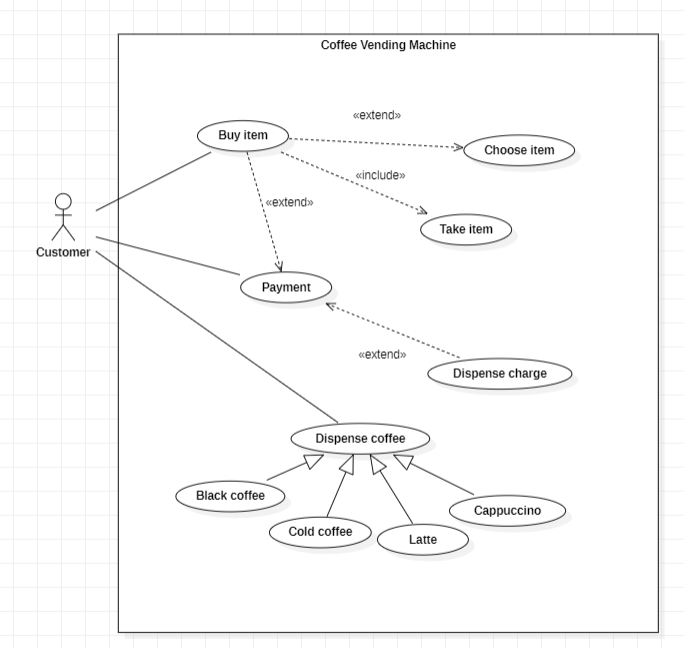 Coffee Vending Machine
«extend»
Buy item
Choose item
«include»
«extend»
Take item
Customer
Payment
«extend»
Dispense charge
Dispense coffee
Black coffee
Cappuccino
Cold coffee
Latte